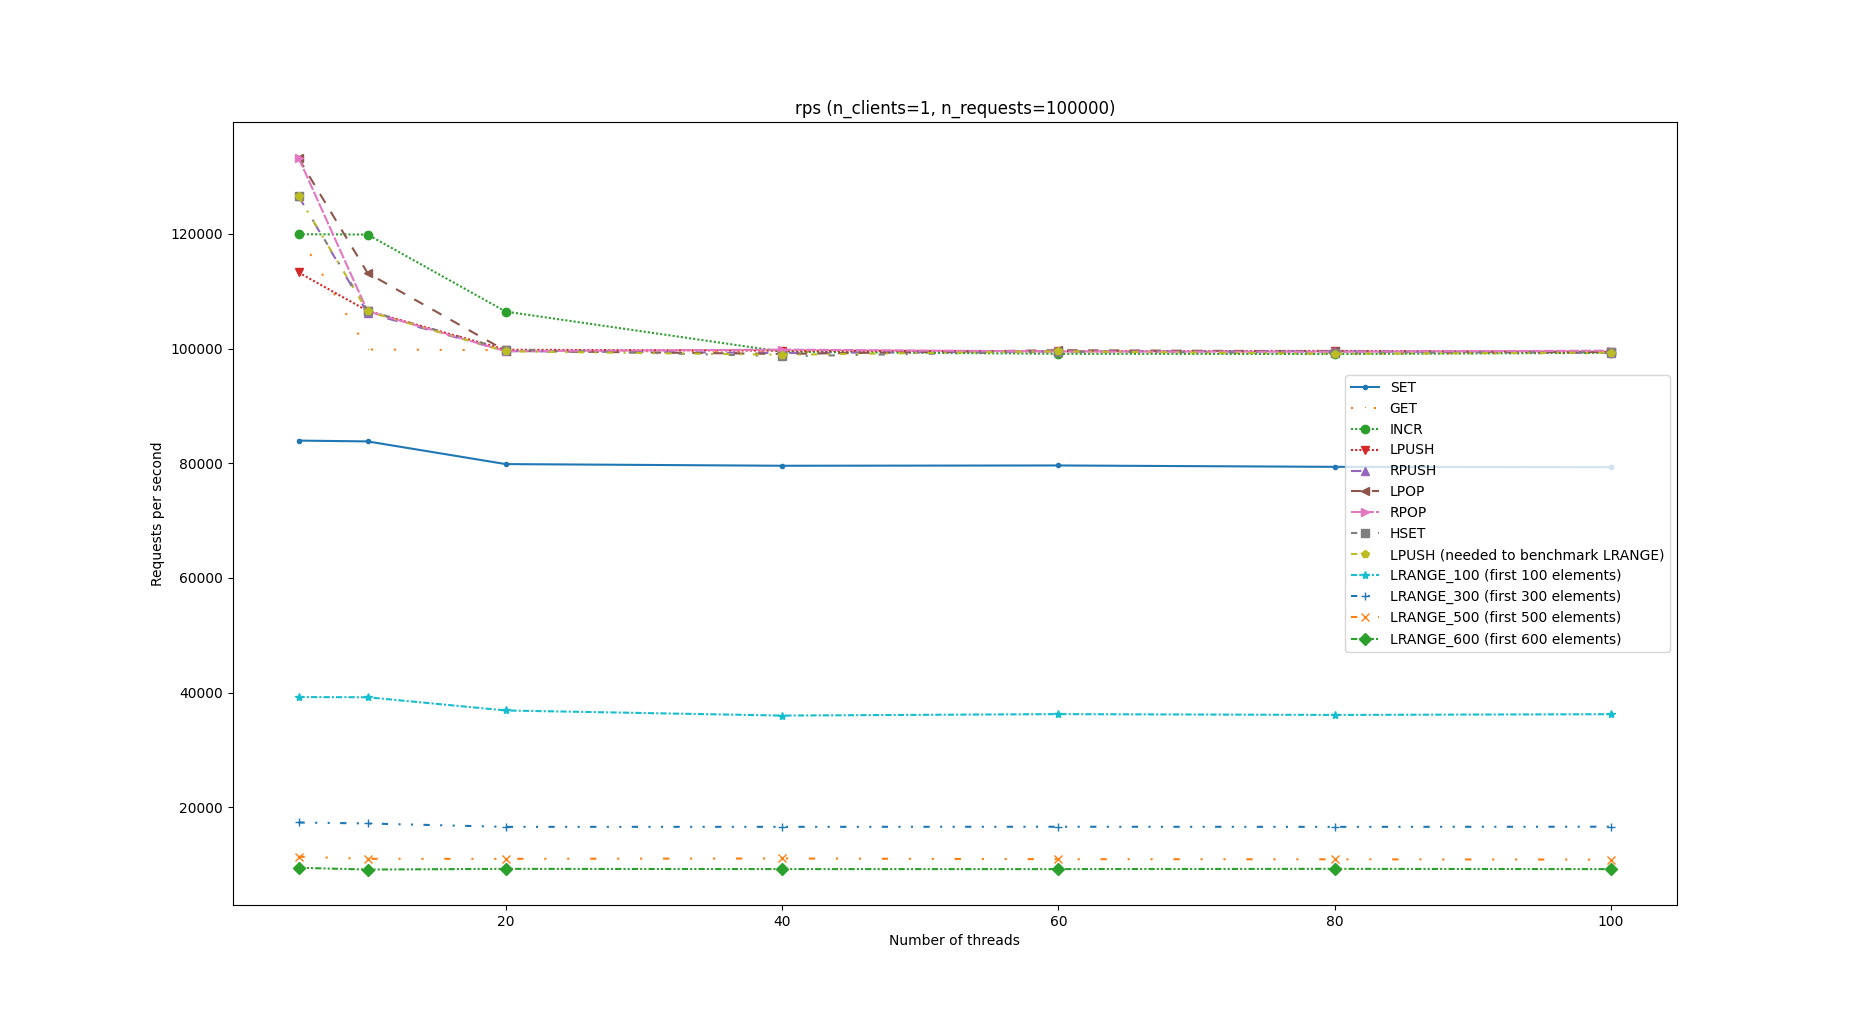 rps (n_clients=1, n_requests=100000)
120000
100000
80000
60000
40000
20000
Requests per second
SET
GET
INCR
LPUSH
RPUSH
LPOP
RPOP
HSET
LPUSH (needed to benchmark LRANGE)
LRANGE_100 (first 100 elements)
LRANGE_300 (first 300 elements)
LRANGE_500 (first 500 elements)
LRANGE_600 (first 600 elements)
20 40 60 80 100
Number of threads